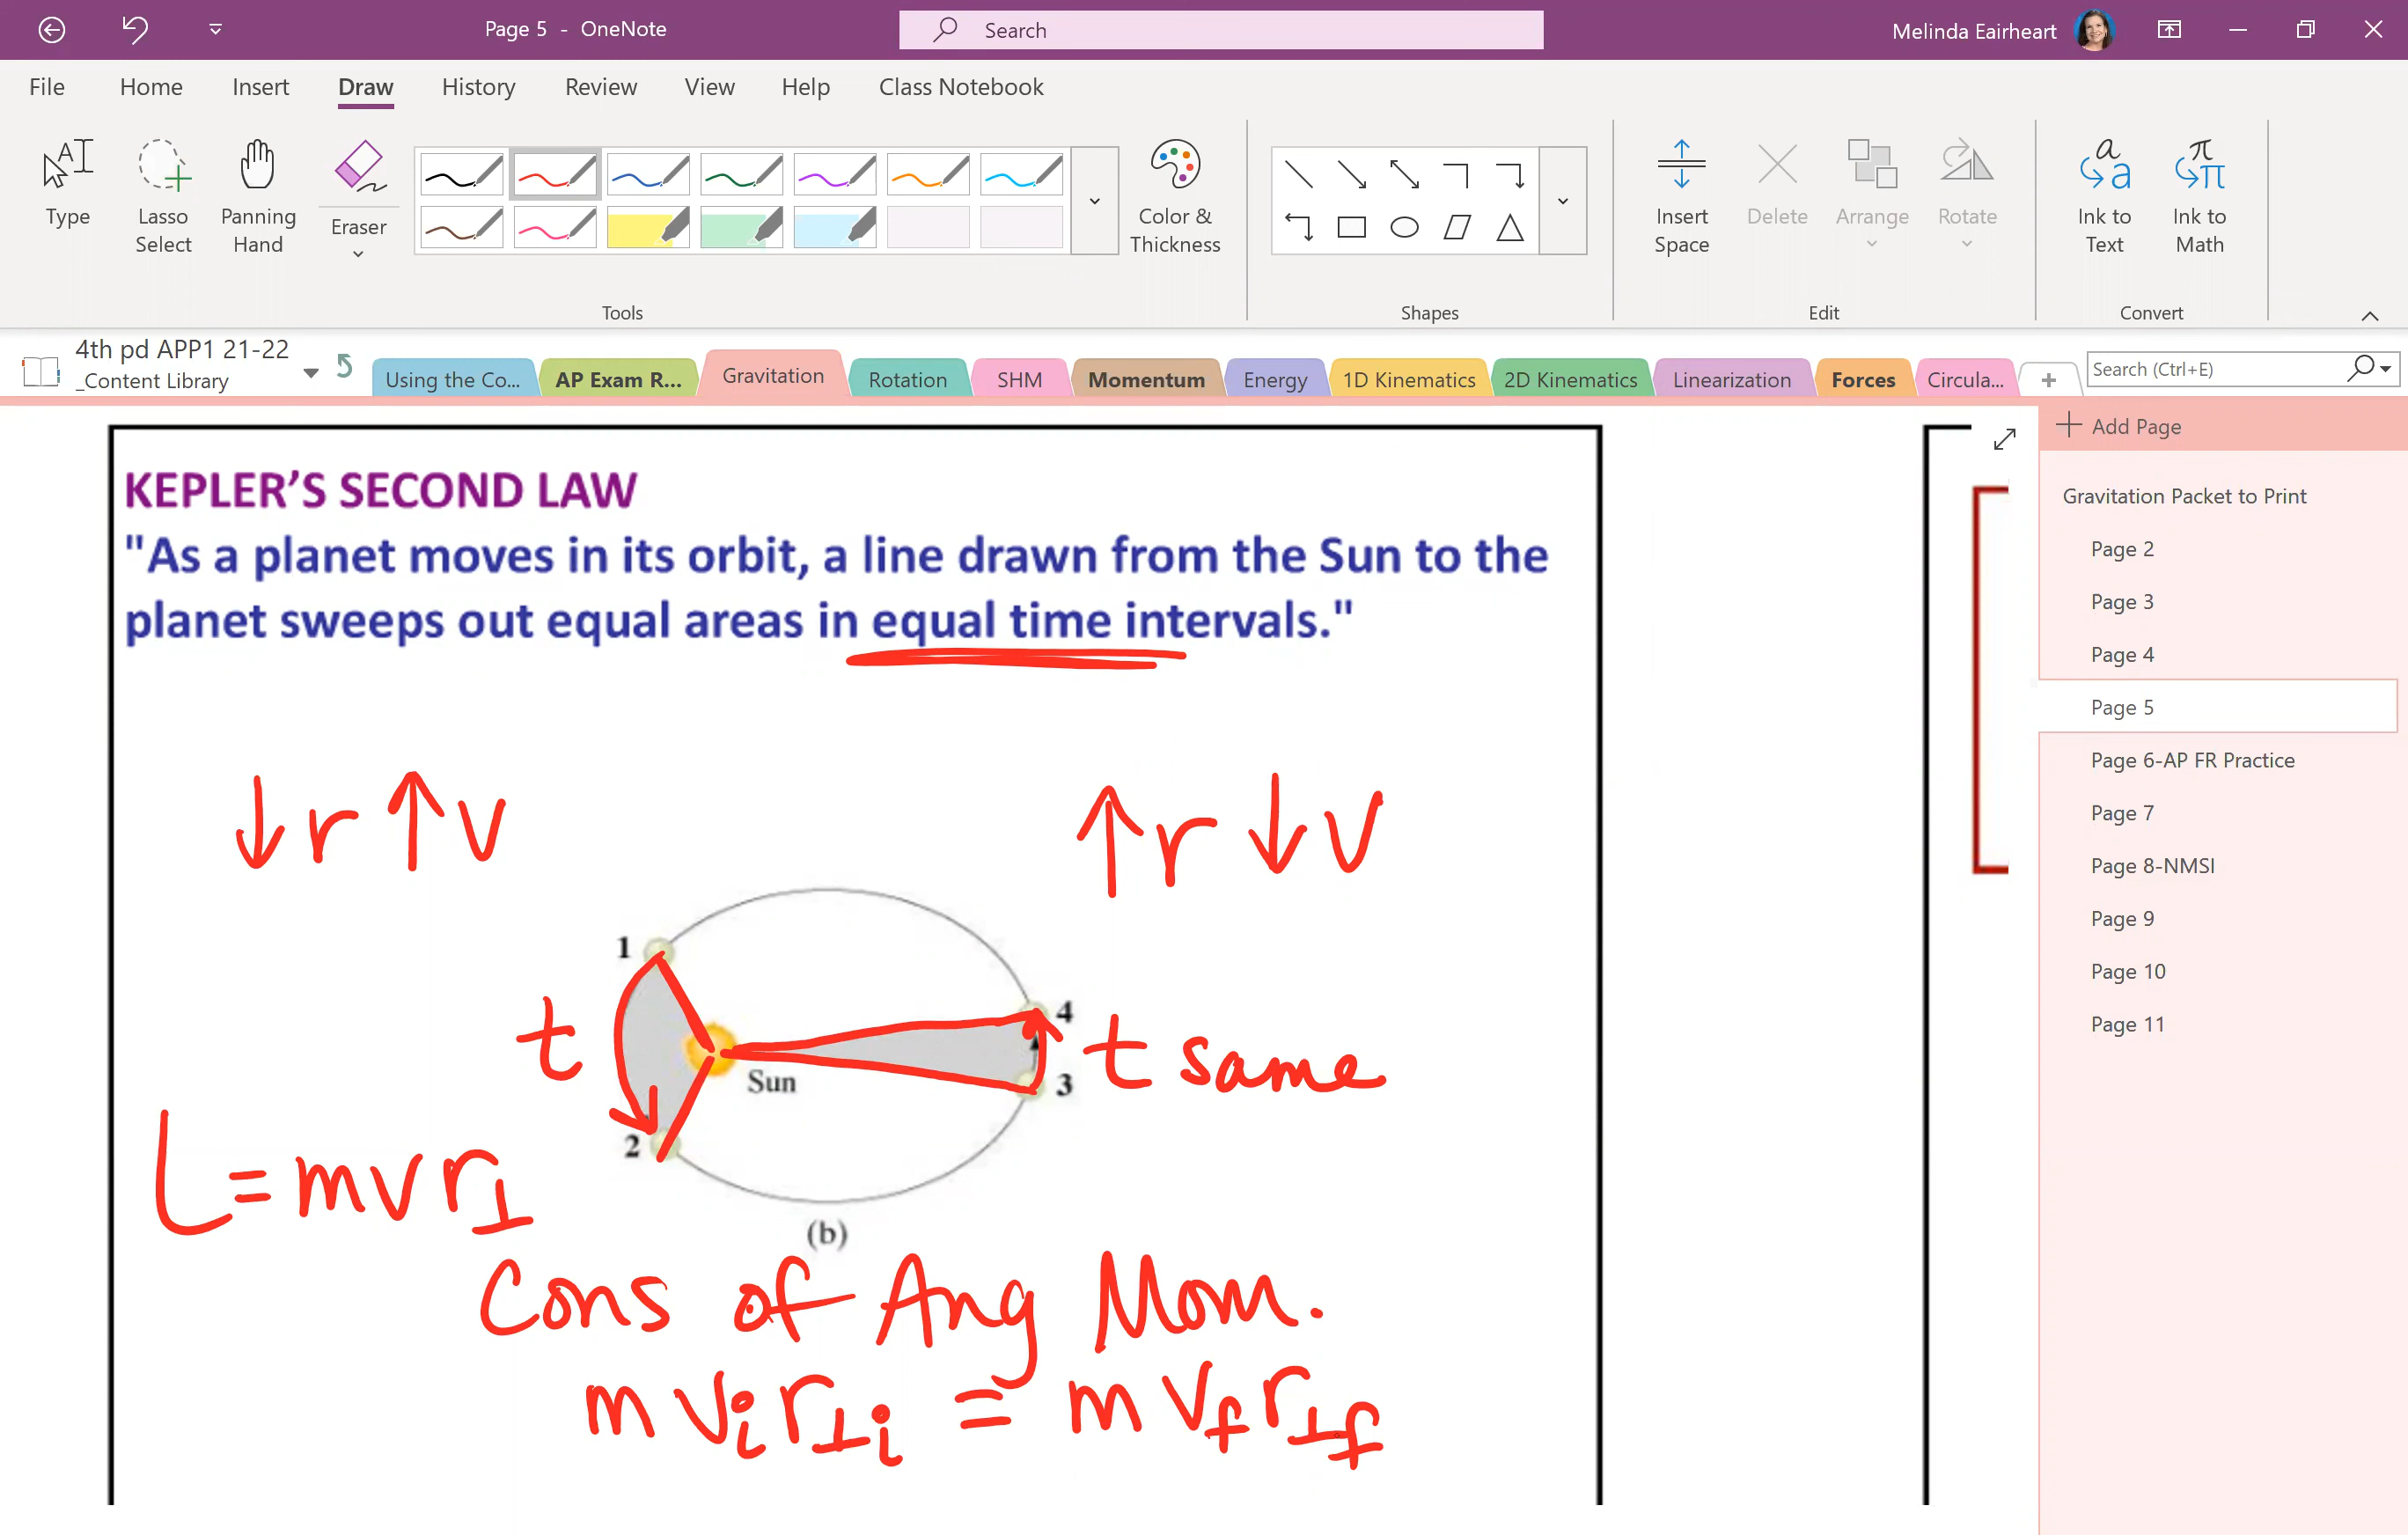 Page 5 - OneNote
Search
Melinda Eairheart
File Home Insert Draw History Review View Help Class Notebook
Type
Lasso Select
Panning Hand
Eraser
Color & Thickness
Insert Space
Delete
Arrange
Rotate
a a
Ink to Text
π π
Ink to Math
Tools Shapes Edit Convert
4th pd APP1 21-22
_Content Library
Using the Co... AP Exam R... Gravitation Rotation SHM Momentum Energy 1D Kinematics 2D Kinematics Linearization Forces Circula... +
Search (Ctrl+E)
Add Page
Gravitation Packet to Print
Page 2
Page 3
Page 4
Page 5
Page 6-AP FR Practice
Page 7
Page 8-NMSI
Page 9
Page 10
Page 11
KEPLER'S SECOND LAW
"As a planet moves in its orbit, a line drawn from the Sun to the
planet sweeps out equal areas in equal time intervals."
↓r ↑v ↑r ↓v
1
4
t Sun t same
3
2
L = mvr⊥
(b)
Cons of Ang Mom.
m vᵢ r⊥ᵢ = m v_f r⊥f